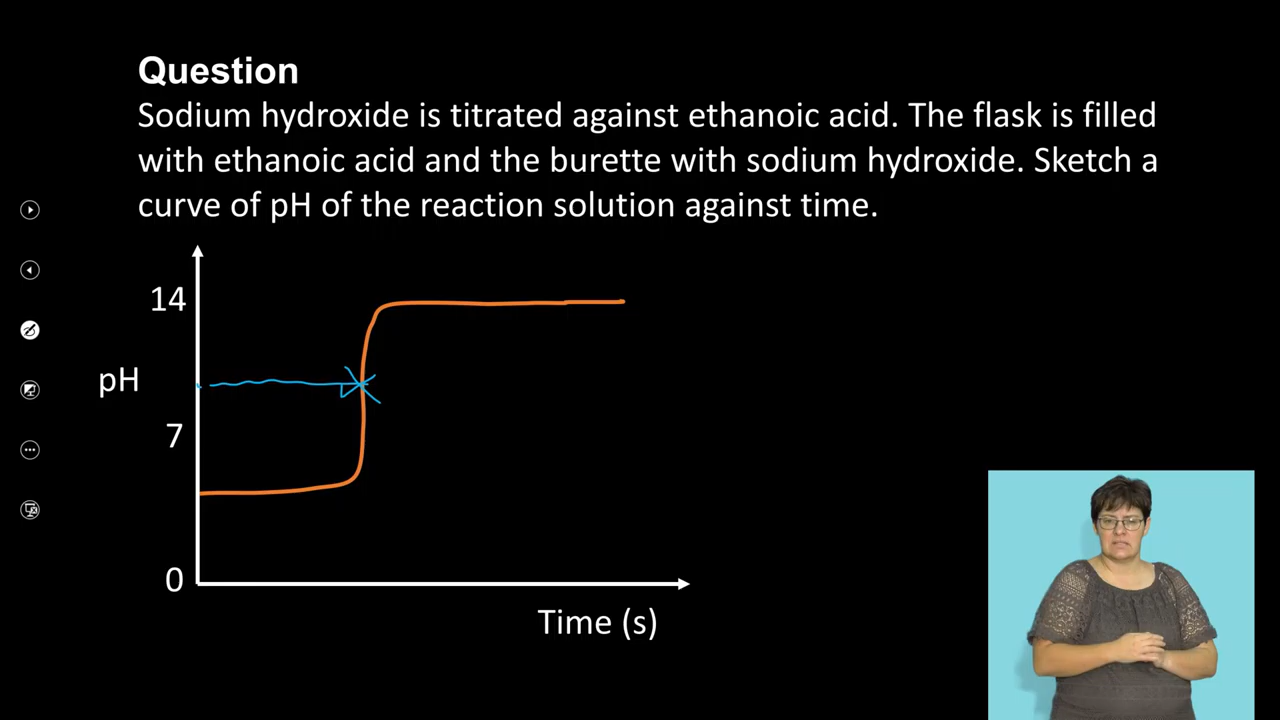 Question
Sodium hydroxide is titrated against ethanoic acid. The flask is filled
with ethanoic acid and the burette with sodium hydroxide. Sketch a
curve of pH of the reaction solution against time.
14
pH
7
0
Time (s)